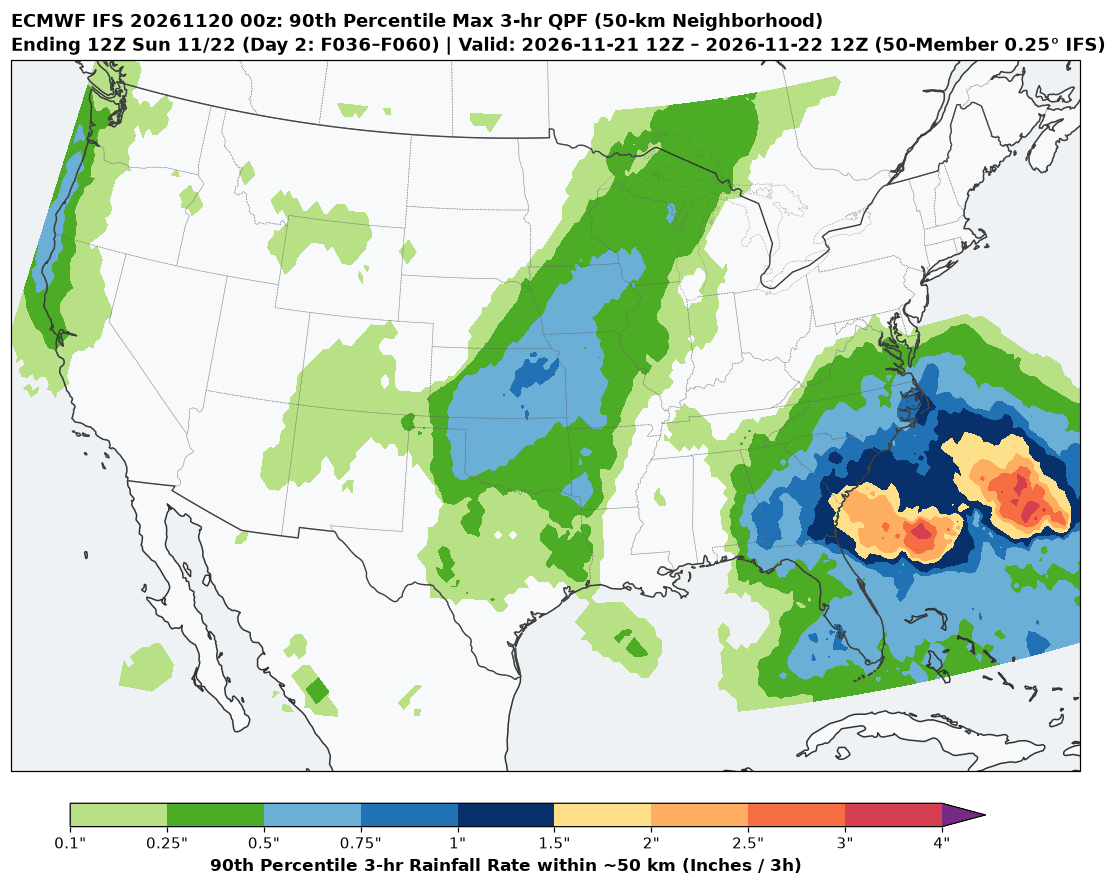 ECMWF IFS 20261120 00z: 90th Percentile Max 3-hr QPF (50-km Neighborhood)
Ending 12Z Sun 11/22 (Day 2: F036–F060) | Valid: 2026-11-21 12Z – 2026-11-22 12Z (50-Member 0.25° IFS)
0.1" 0.25" 0.5" 0.75" 1" 1.5" 2" 2.5" 3" 4"
90th Percentile 3-hr Rainfall Rate within ~50 km (Inches / 3h)